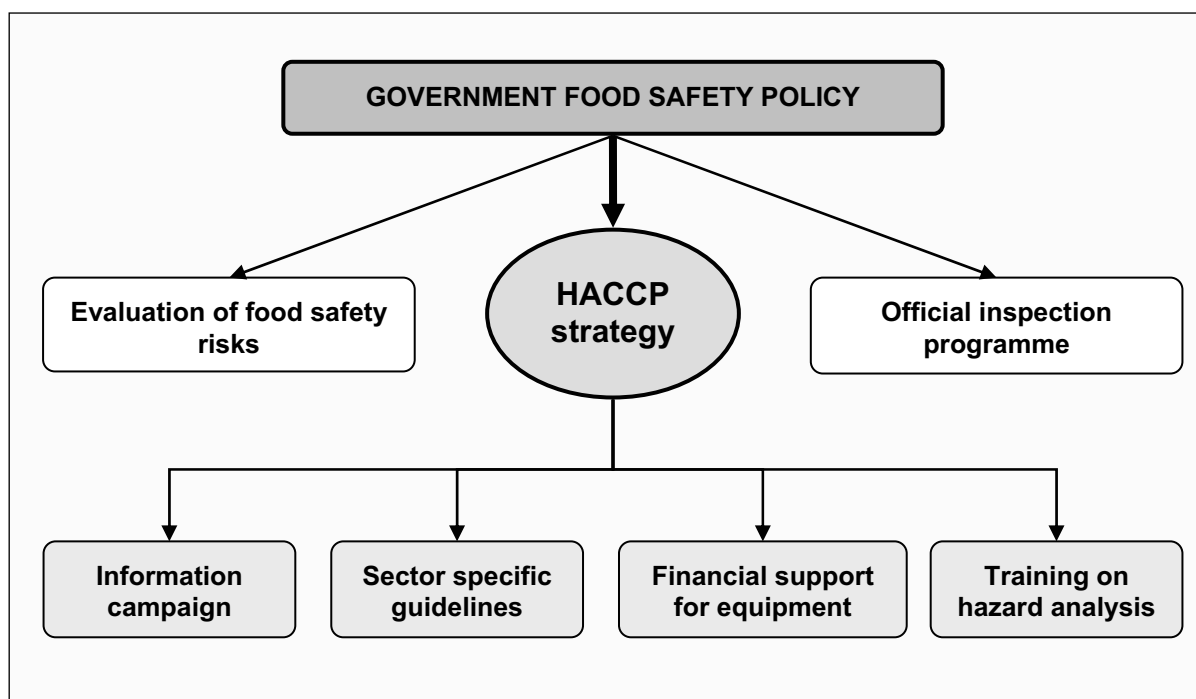 GOVERNMENT FOOD SAFETY POLICY
Evaluation of food safety
risks
HACCP
strategy
Official inspection
programme
Information
campaign
Sector specific
guidelines
Financial support
for equipment
Training on
hazard analysis